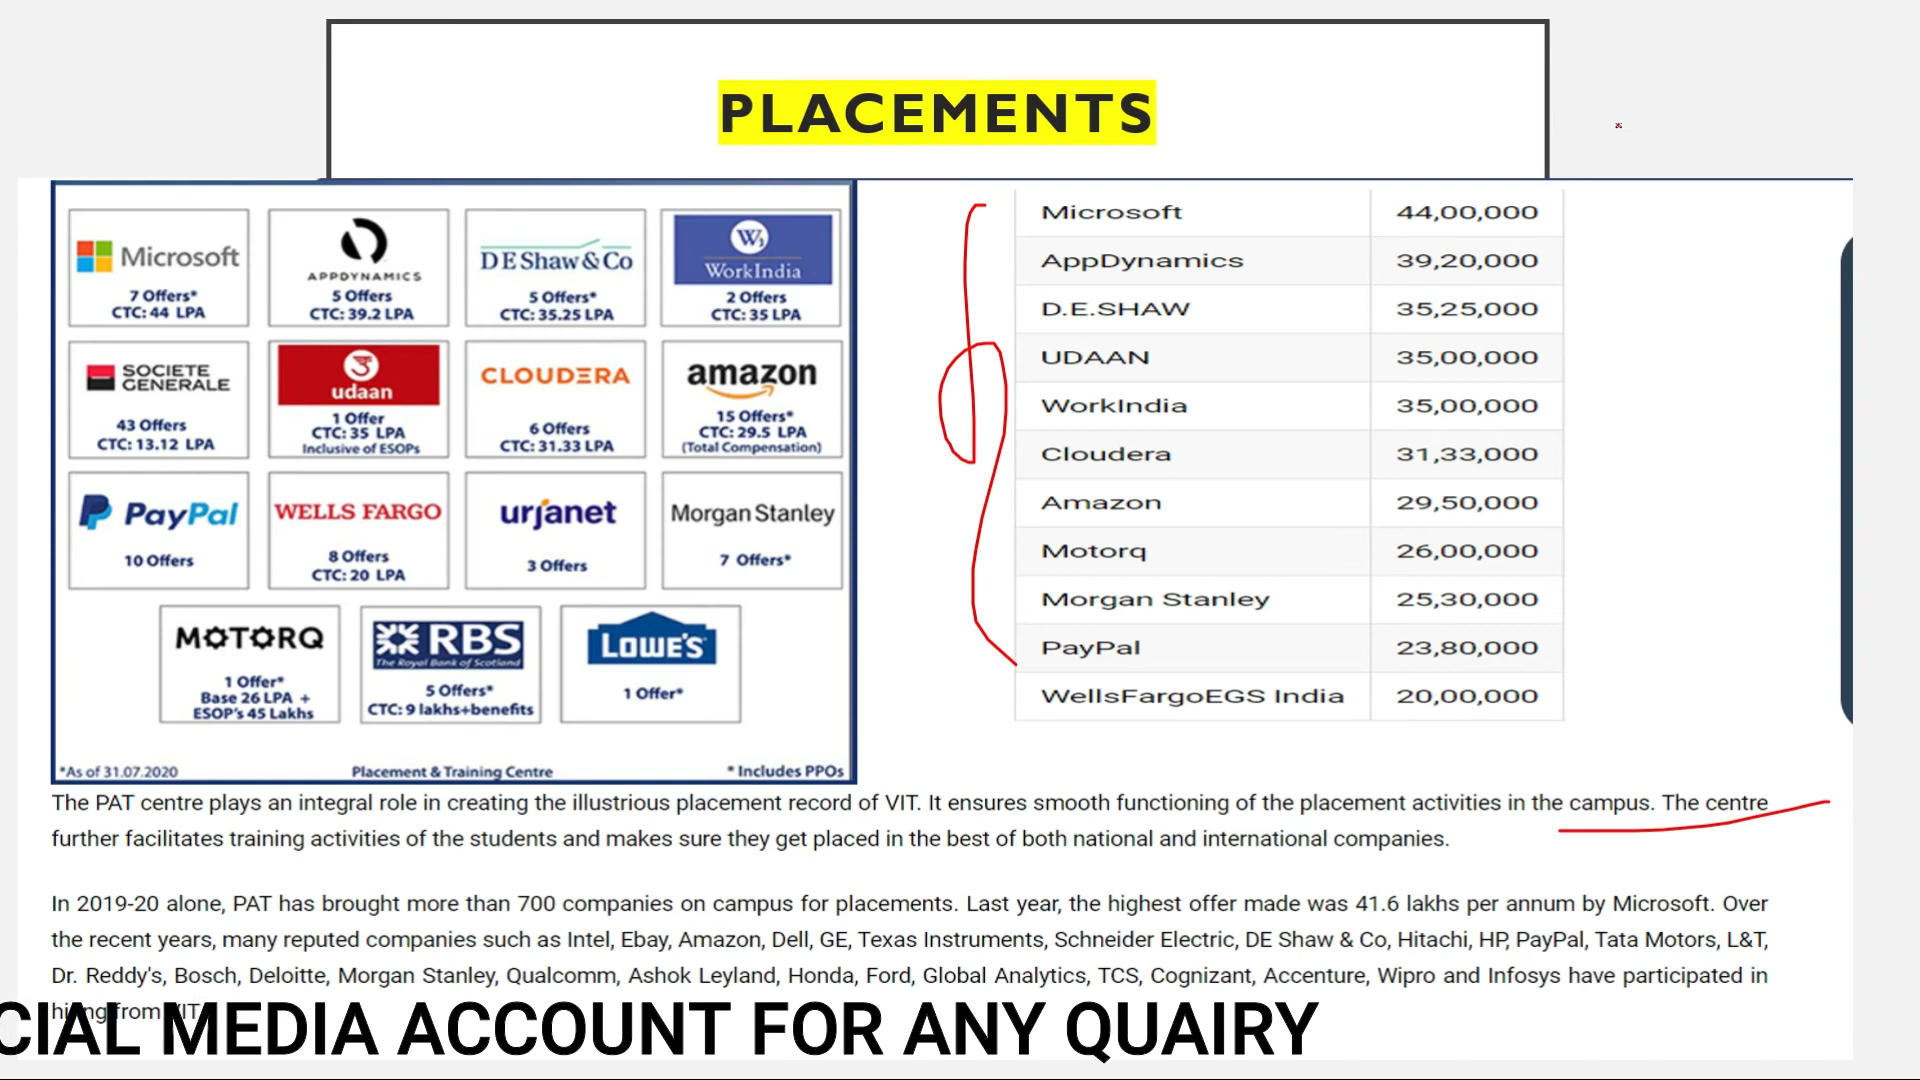 PLACEMENTS
Microsoft
7 Offers*
CTC: 44 LPA
APPDYNAMICS
5 Offers
CTC: 39.2 LPA
DE Shaw & Co
5 Offers*
CTC: 35.25 LPA
WorkIndia
2 Offers
CTC: 35 LPA
SOCIETE
GENERALE
43 Offers
CTC: 13.12 LPA
udaan
1 Offer
CTC: 35 LPA
Inclusive of ESOPs
CLOUDERA
6 Offers
CTC: 31.33 LPA
amazon
15 Offers*
CTC: 29.5 LPA
(Total Compensation)
PayPal
10 Offers
WELLS FARGO
8 Offers
CTC: 20 LPA
urjanet
3 Offers
Morgan Stanley
7 Offers*
MOTORQ
1 Offer*
Base 26 LPA +
ESOP's 45 Lakhs
RBS
The Royal Bank of Scotland
5 Offers*
CTC: 9 lakhs+benefits
LOWE'S
1 Offer*
*As of 31.07.2020 Placement & Training Centre * Includes PPOs
Microsoft 44,00,000
AppDynamics 39,20,000
D.E.SHAW 35,25,000
UDAAN 35,00,000
WorkIndia 35,00,000
Cloudera 31,33,000
Amazon 29,50,000
Motorq 26,00,000
Morgan Stanley 25,30,000
PayPal 23,80,000
WellsFargoEGS India 20,00,000
The PAT centre plays an integral role in creating the illustrious placement record of VIT. It ensures smooth functioning of the placement activities in the campus. The centre
further facilitates training activities of the students and makes sure they get placed in the best of both national and international companies.
In 2019-20 alone, PAT has brought more than 700 companies on campus for placements. Last year, the highest offer made was 41.6 lakhs per annum by Microsoft. Over
the recent years, many reputed companies such as Intel, Ebay, Amazon, Dell, GE, Texas Instruments, Schneider Electric, DE Shaw & Co, Hitachi, HP, PayPal, Tata Motors, L&T,
Dr. Reddy's, Bosch, Deloitte, Morgan Stanley, Qualcomm, Ashok Leyland, Honda, Ford, Global Analytics, TCS, Cognizant, Accenture, Wipro and Infosys have participated in
from
CIAL MEDIA ACCOUNT FOR ANY QUAIRY